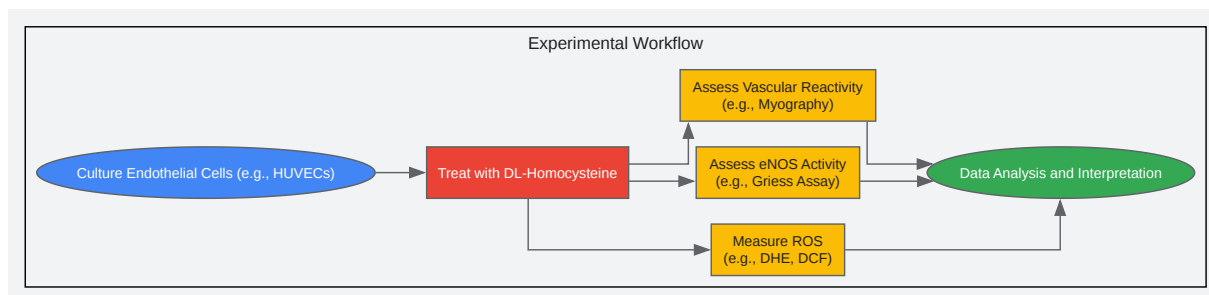 Experimental Workflow
Culture Endothelial Cells (e.g., HUVECs)
Treat with DL-Homocysteine
Assess Vascular Reactivity
(e.g., Myography)
Assess eNOS Activity
(e.g., Griess Assay)
Measure ROS
(e.g., DHE, DCF)
Data Analysis and Interpretation